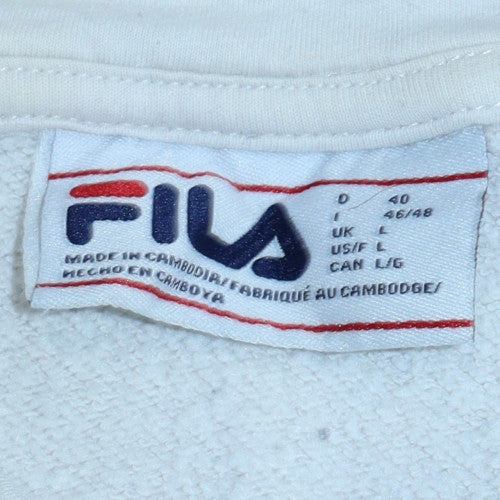 FILA
D 40
I 46/48
UK L
US/F L
CAN L/G
MADE IN CAMBODIA/FABRIQUÉ AU CAMBODGE/
HECHO EN CAMBOYA